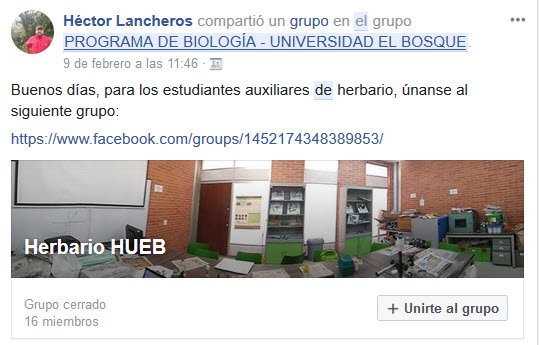 Héctor Lancheros compartió un grupo en el grupo
PROGRAMA DE BIOLOGÍA - UNIVERSIDAD EL BOSQUE.
9 de febrero a las 11:46 ·
Buenos días, para los estudiantes auxiliares de herbario, únanse al
siguiente grupo:
https://www.facebook.com/groups/1452174348389853/
Herbario HUEB
Grupo cerrado
16 miembros
+ Unirte al grupo